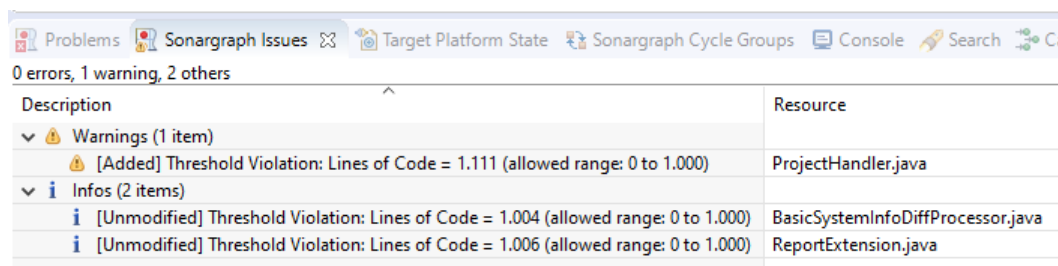 Problems Sonargraph Issues Target Platform State Sonargraph Cycle Groups Console Search
0 errors, 1 warning, 2 others
Description Resource
Warnings (1 item)
[Added] Threshold Violation: Lines of Code = 1.111 (allowed range: 0 to 1.000) ProjectHandler.java
Infos (2 items)
[Unmodified] Threshold Violation: Lines of Code = 1.004 (allowed range: 0 to 1.000) BasicSystemInfoDiffProcessor.java
[Unmodified] Threshold Violation: Lines of Code = 1.006 (allowed range: 0 to 1.000) ReportExtension.java